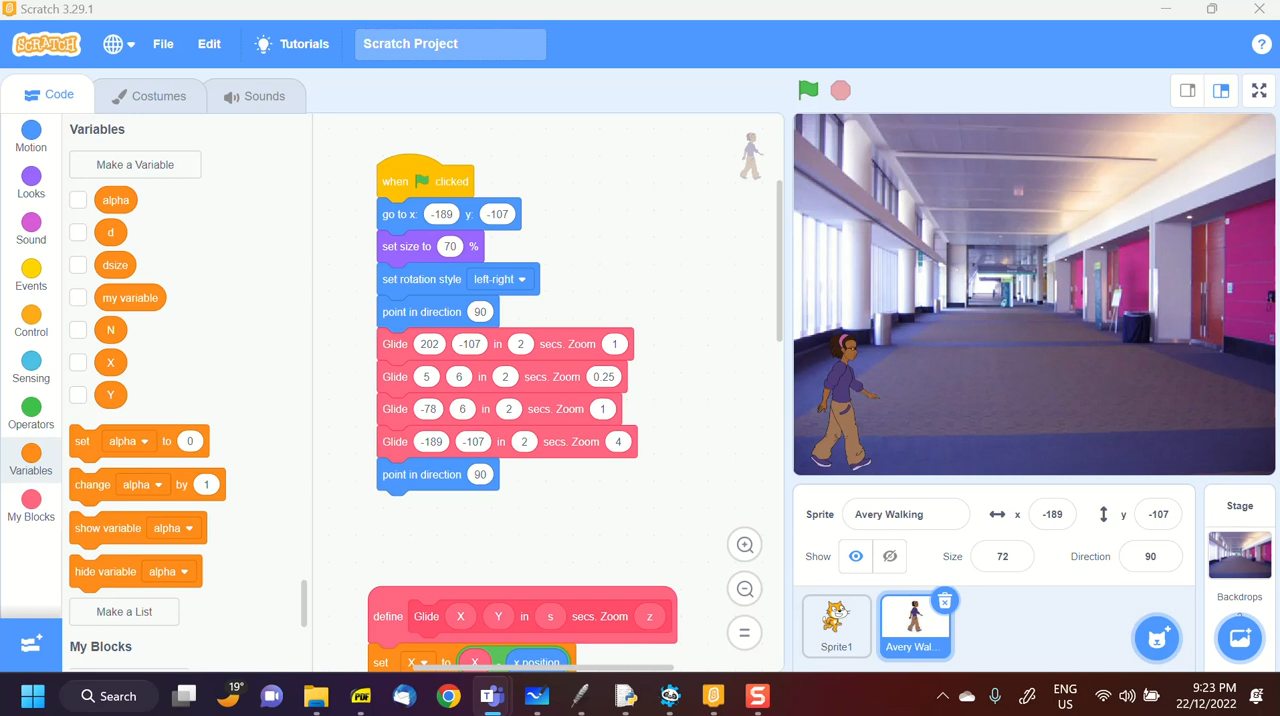 Scratch 3.29.1
SCRATCH File Edit Tutorials Scratch Project ?
Code Costumes Sounds
Motion
Looks
Sound
Events
Control
Sensing
Operators
Variables
My Blocks
Variables
Make a Variable
alpha
d
dsize
my variable
N
X
Y
set alpha to 0
change alpha by 1
show variable alpha
hide variable alpha
Make a List
My Blocks
when clicked
go to x: -189 y: -107
set size to 70 %
set rotation style left-right
point in direction 90
Glide 202 -107 in 2 secs. Zoom 1
Glide 5 6 in 2 secs. Zoom 0.25
Glide -78 6 in 2 secs. Zoom 1
Glide -189 -107 in 2 secs. Zoom 4
point in direction 90
define Glide X Y in s secs. Zoom z
set X to X - x position
Sprite Avery Walking x -189 y -107
Show Size 72 Direction 90
Sprite1 Avery Wal...
Stage
Backdrops
Search 19° PDF S ENG US 9:23 PM 22/12/2022